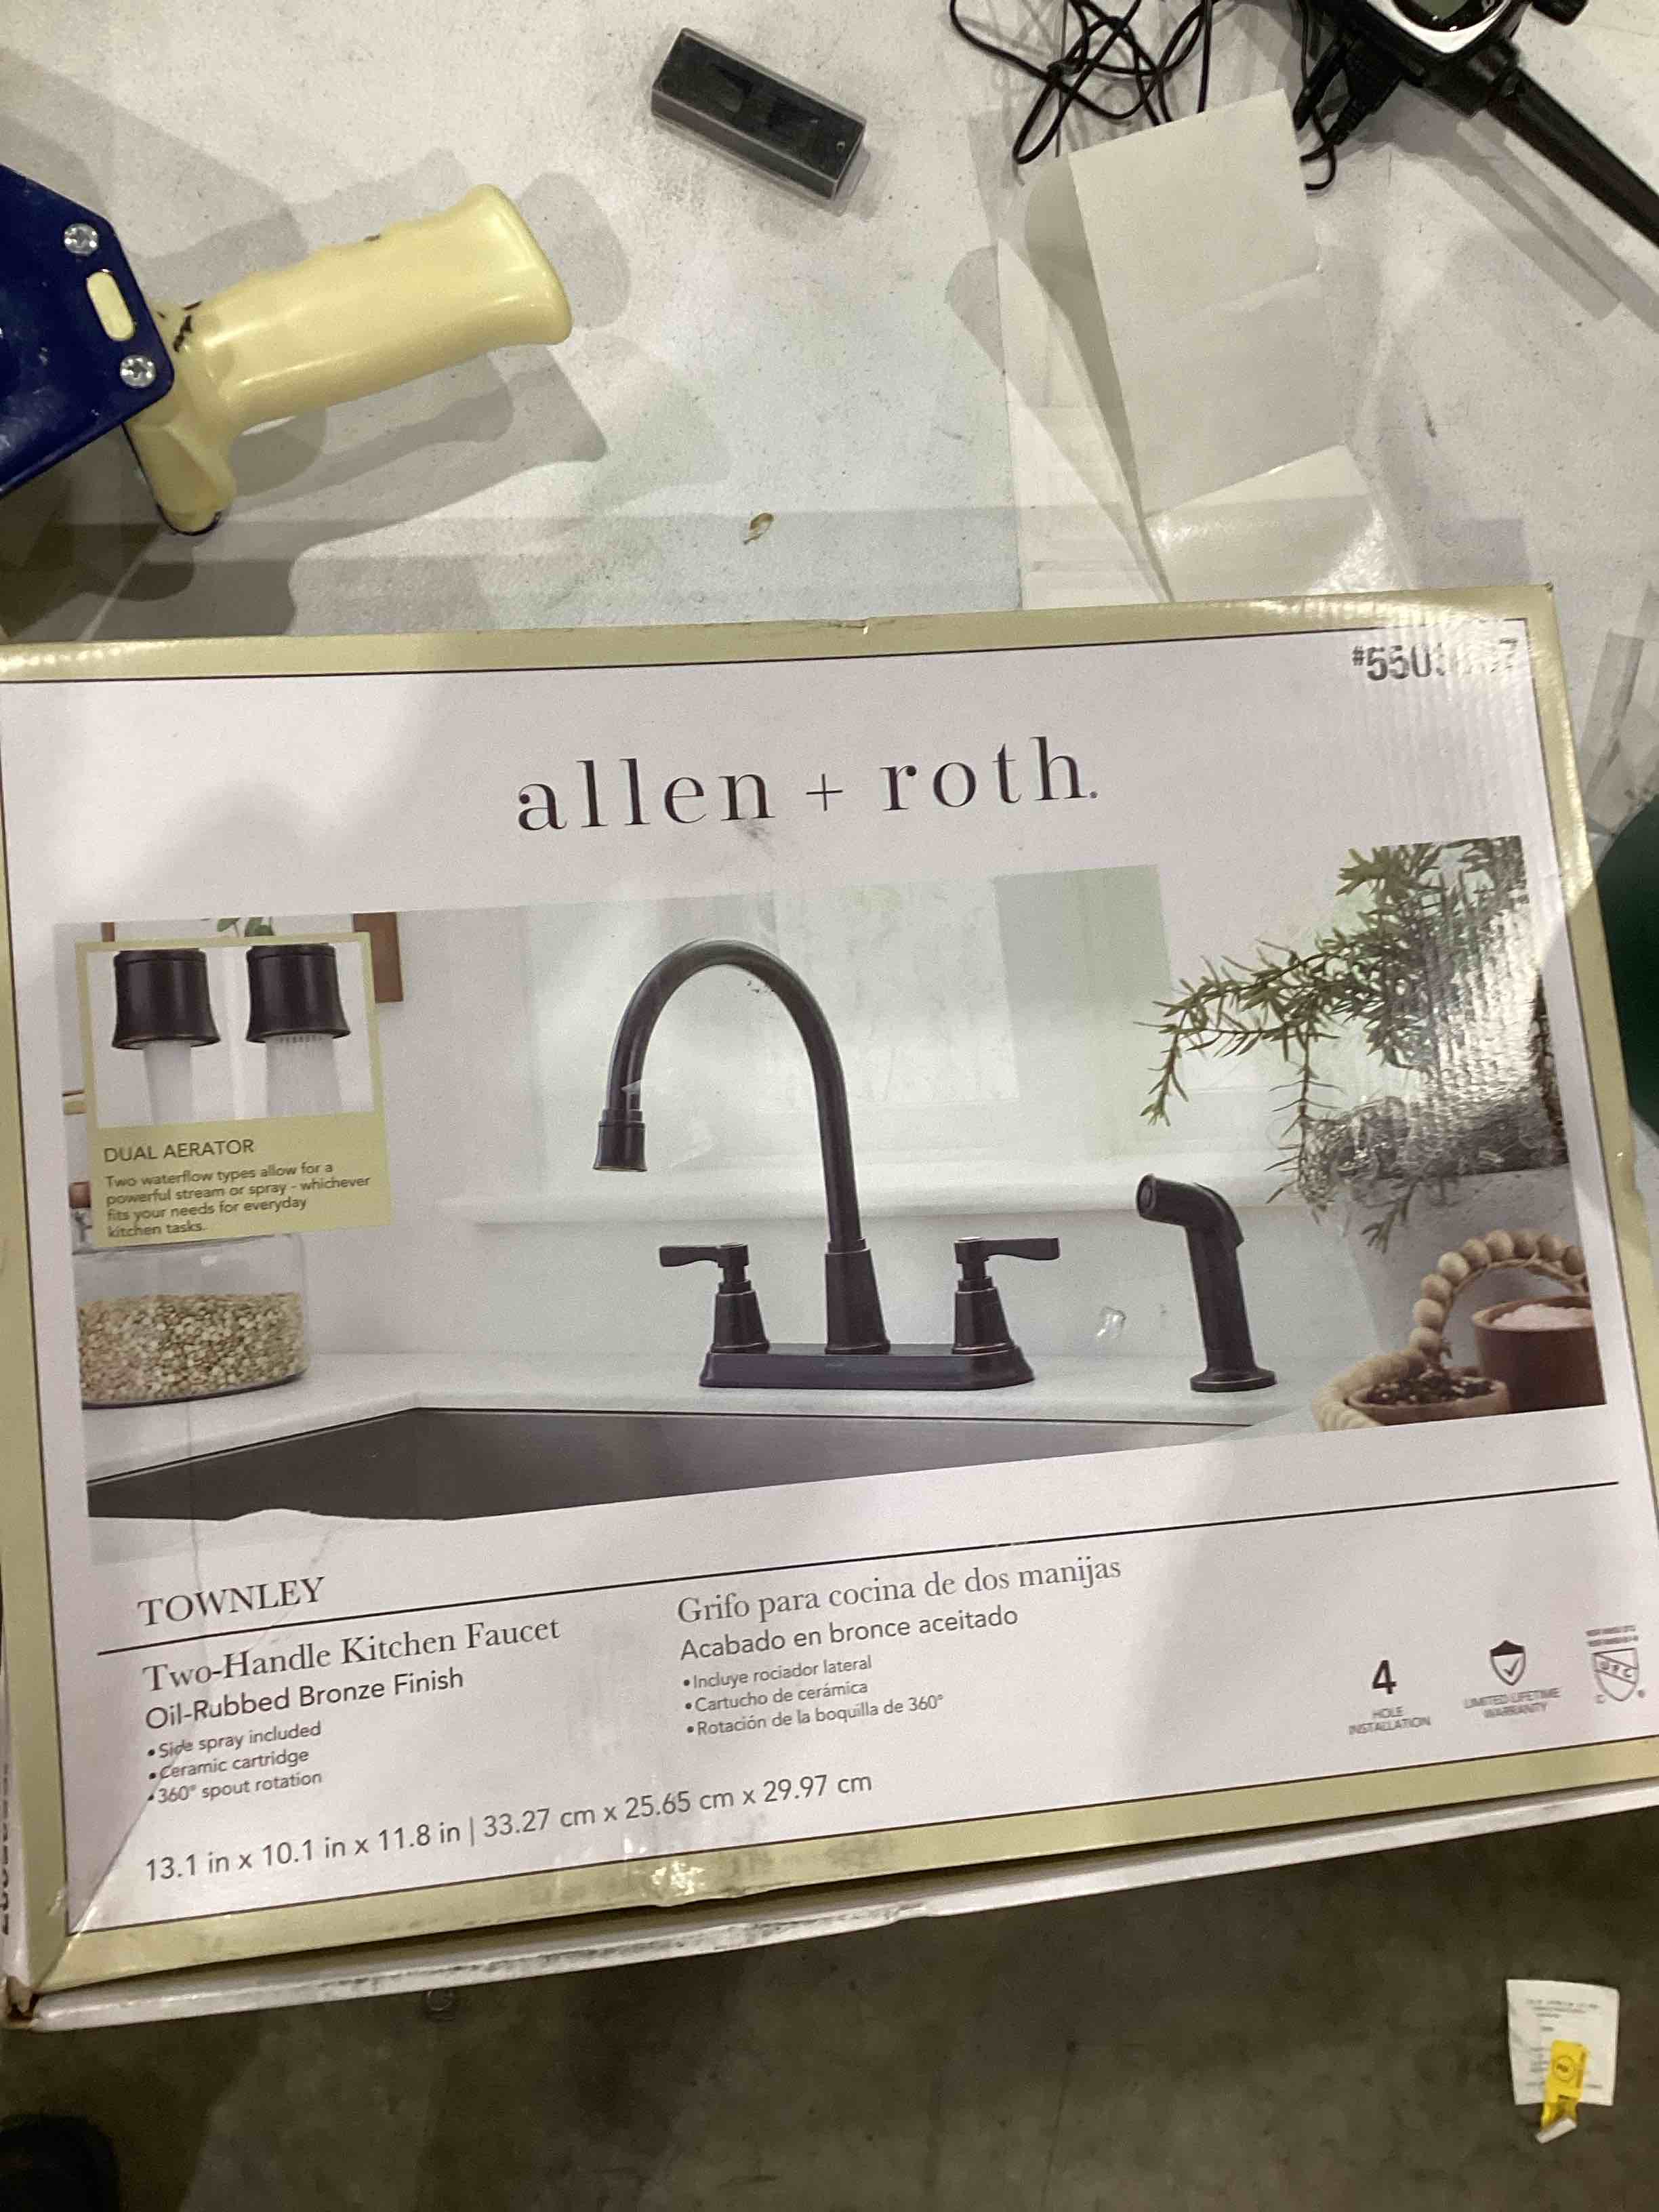 allen + roth.
DUAL AERATOR
Two waterflow types allow for a
powerful stream or spray - whichever
fits your needs for everyday
kitchen tasks.
TOWNLEY
Two-Handle Kitchen Faucet
Oil-Rubbed Bronze Finish
• Side spray included
• Ceramic cartridge
• 360° spout rotation
Grifo para cocina de dos manijas
Acabado en bronce aceitado
• Incluye rociador lateral
• Cartucho de cerámica
• Rotación de la boquilla de 360°
13.1 in x 10.1 in x 11.8 in | 33.27 cm x 25.65 cm x 29.97 cm
4
HOLE
INSTALLATION
LIMITED LIFETIME
WARRANTY
UPC